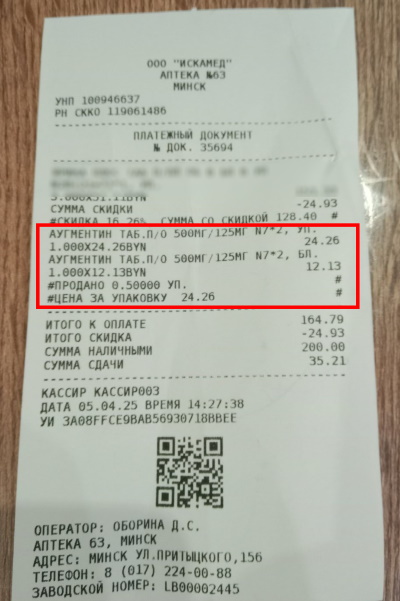 ООО "ИСКАМЕД"
АПТЕКА №63
МИНСК
УНП 100946637
РН СККО 119061486
ПЛАТЕЖНЫЙ ДОКУМЕНТ
№ ДОК. 35694
СУММА СКИДКИ -24.93
#СКИДКА 16.26% СУММА СО СКИДКОЙ 128.40 #
АУГМЕНТИН ТАБ.П/О 500МГ/125МГ N7*2, УП.
1.000X24.26BYN 24.26
АУГМЕНТИН ТАБ.П/О 500МГ/125МГ N7*2, БЛ.
1.000X12.13BYN 12.13
#ПРОДАНО 0.50000 УП. #
#ЦЕНА ЗА УПАКОВКУ 24.26 #
ИТОГО К ОПЛАТЕ 164.79
ИТОГО СКИДКА -24.93
СУММА НАЛИЧНЫМИ 200.00
СУММА СДАЧИ 35.21
КАССИР КАССИР003
ДАТА 05.04.25 ВРЕМЯ 14:27:38
УИ 3A08FFCE9BAB56930718BBEE
ОПЕРАТОР: ОБОРИНА Д.С.
АПТЕКА 63, МИНСК
АДРЕС: МИНСК УЛ.ПРИТЫЦКОГО,156
ТЕЛЕФОН: 8 (017) 224-00-88
ЗАВОДСКОЙ НОМЕР: LB00002445